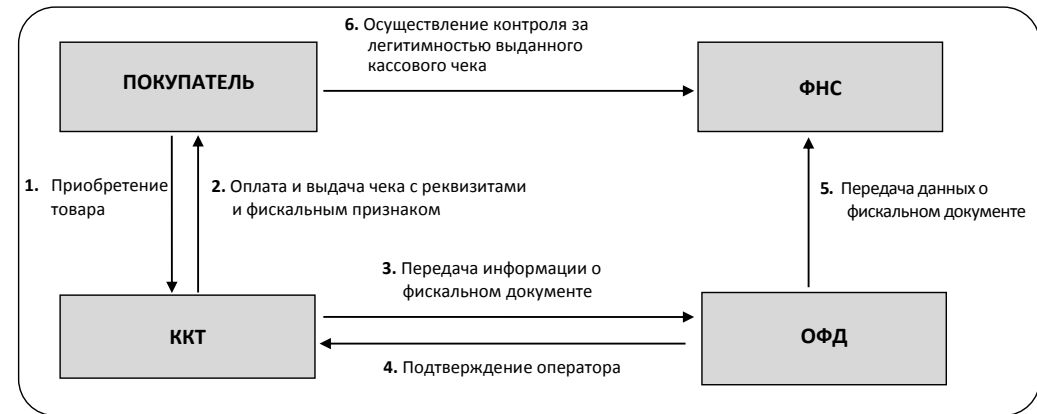 6. Осуществление контроля за
легитимностью выданного
кассового чека
ПОКУПАТЕЛЬ
ФНС
1. Приобретение
товара
2. Оплата и выдача чека с реквизитами
и фискальным признаком
5. Передача данных о
фискальном документе
3. Передача информации о
фискальном документе
ККТ
ОФД
4. Подтверждение оператора